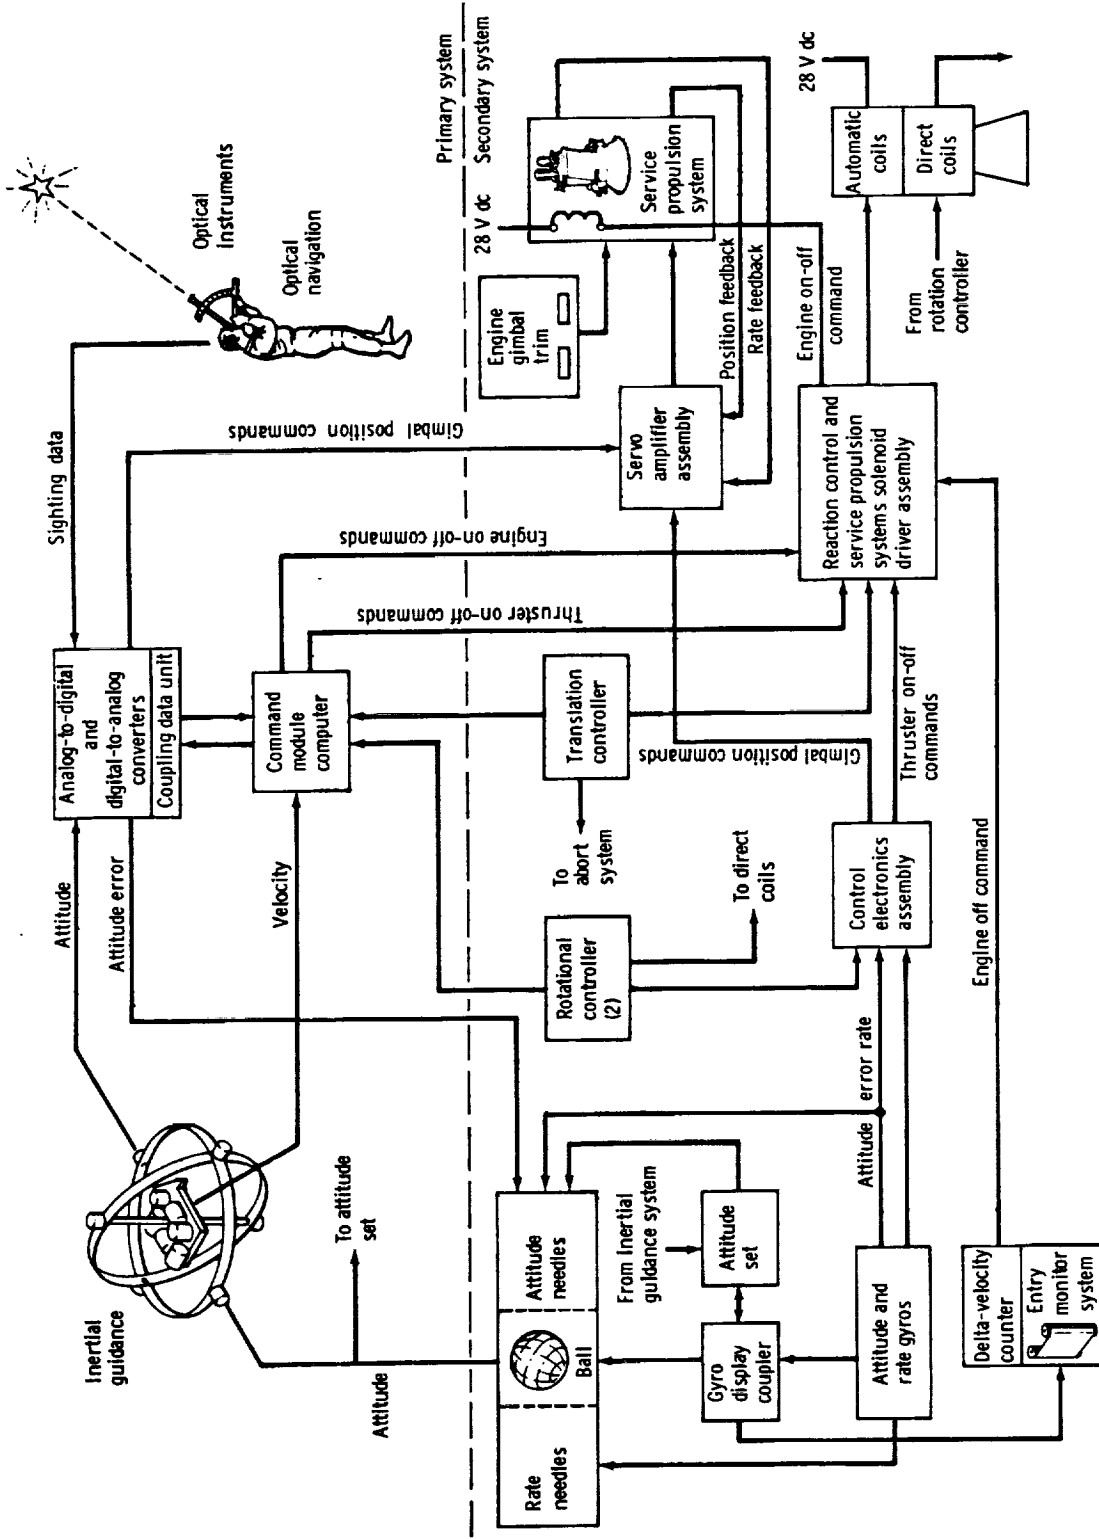 Inertial
guidance
Attitude
To attitude
set
Attitude
Attitude error
Velocity
Analog-to-digital
and
digital-to-analog
converters
Coupling data unit
Command
module
computer
Sighting data
Optical
Instruments
Optical
navigation
Gimbal position commands
Engine on-off commands
Thruster on-off commands
Primary system
Secondary system
Rate
needles
Ball
Attitude
needles
From Inertial
guidance system
Attitude
set
Gyro
display
coupler
Attitude and
rate gyros
Attitude error rate
Delta-velocity
counter
Entry
monitor
system
Engine off command
Rotational
controller
(2)
To direct
coils
Translation
controller
To
abort
system
Control
electronics
assembly
Gimbal position commands
Thruster on-off
commands
Engine
gimbal
trim
28 V dc
Service
propulsion
system
Servo
amplifier
assembly
Position feedback
Rate feedback
Engine on-off
command
Reaction control and
service propulsion
systems solenoid
driver assembly
28 V dc
Automatic
coils
Direct
coils
From
rotation
controller